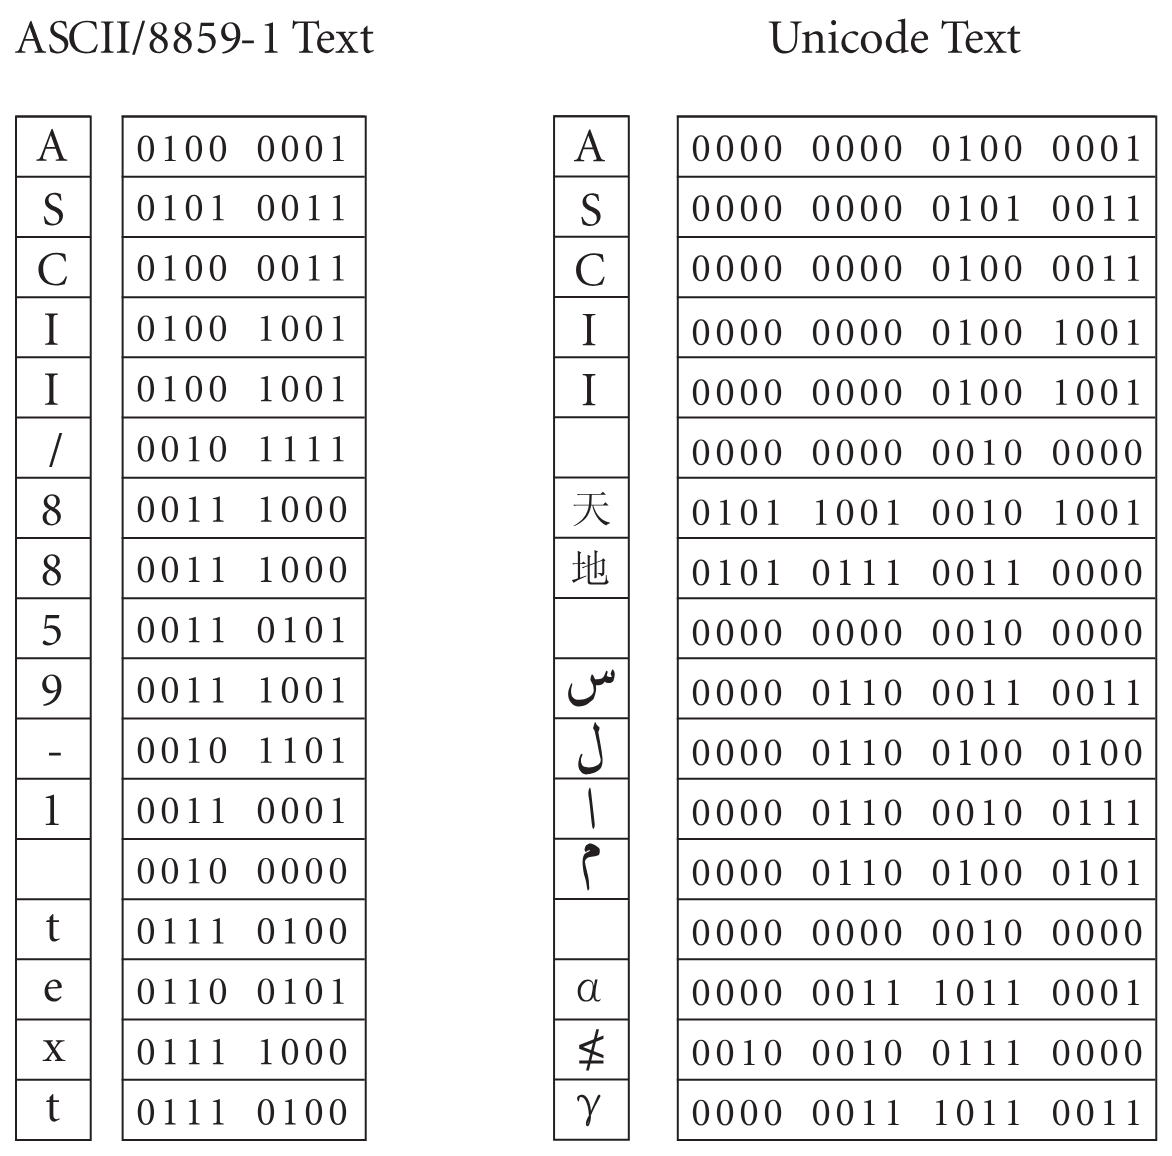 ASCII/8859-1 Text Unicode Text
A 0100 0001 A 0000 0000 0100 0001
S 0101 0011 S 0000 0000 0101 0011
C 0100 0011 C 0000 0000 0100 0011
I 0100 1001 I 0000 0000 0100 1001
I 0100 1001 I 0000 0000 0100 1001
/ 0010 1111 0000 0000 0010 0000
8 0011 1000 天 0101 1001 0010 1001
8 0011 1000 地 0101 0111 0011 0000
5 0011 0101 0000 0000 0010 0000
9 0011 1001 س 0000 0110 0011 0011
- 0010 1101 ل 0000 0110 0100 0100
1 0011 0001 ا 0000 0110 0010 0111
0010 0000 م 0000 0110 0100 0101
t 0111 0100 0000 0000 0010 0000
e 0110 0101 α 0000 0011 1011 0001
x 0111 1000 ≰ 0010 0010 0111 0000
t 0111 0100 γ 0000 0011 1011 0011